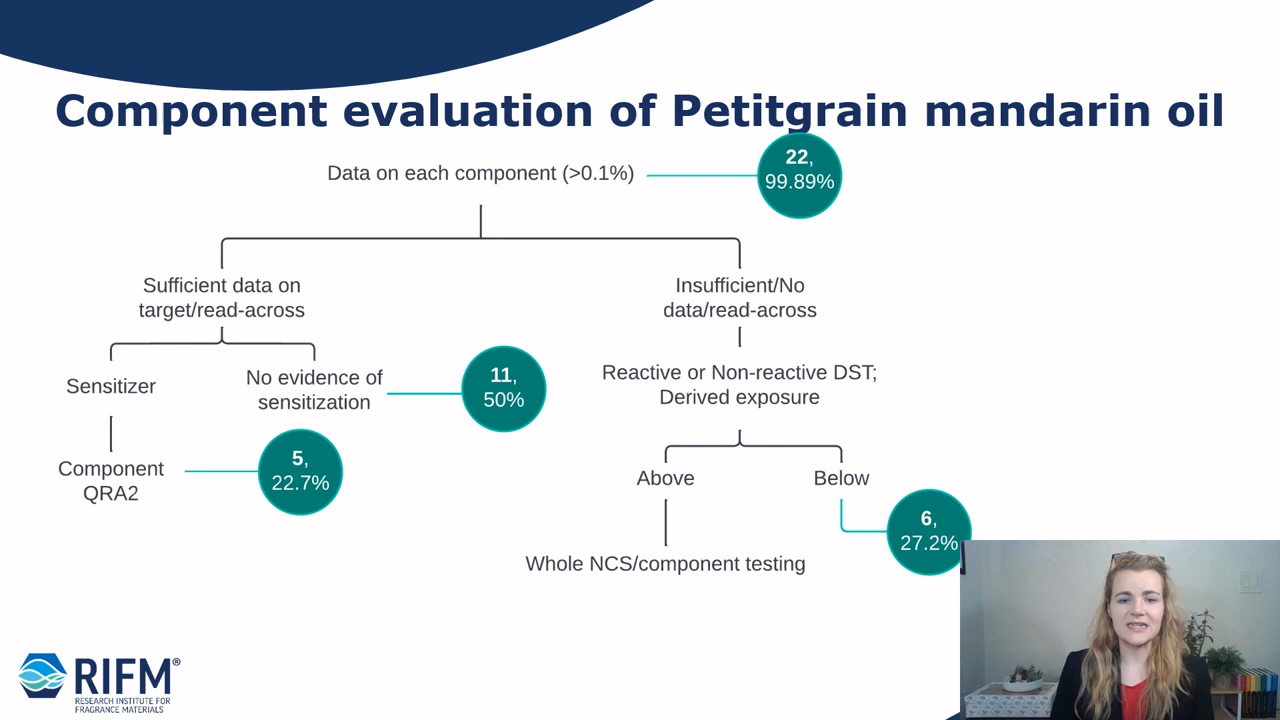 Component evaluation of Petitgrain mandarin oil
Data on each component (>0.1%)
22,
99.89%
Sufficient data on
target/read-across
Insufficient/No
data/read-across
Sensitizer
No evidence of
sensitization
11,
50%
Reactive or Non-reactive DST;
Derived exposure
Component
QRA2
5,
22.7%
Above
Below
6,
27.2%
Whole NCS/component testing
RIFM®
RESEARCH INSTITUTE FOR
FRAGRANCE MATERIALS